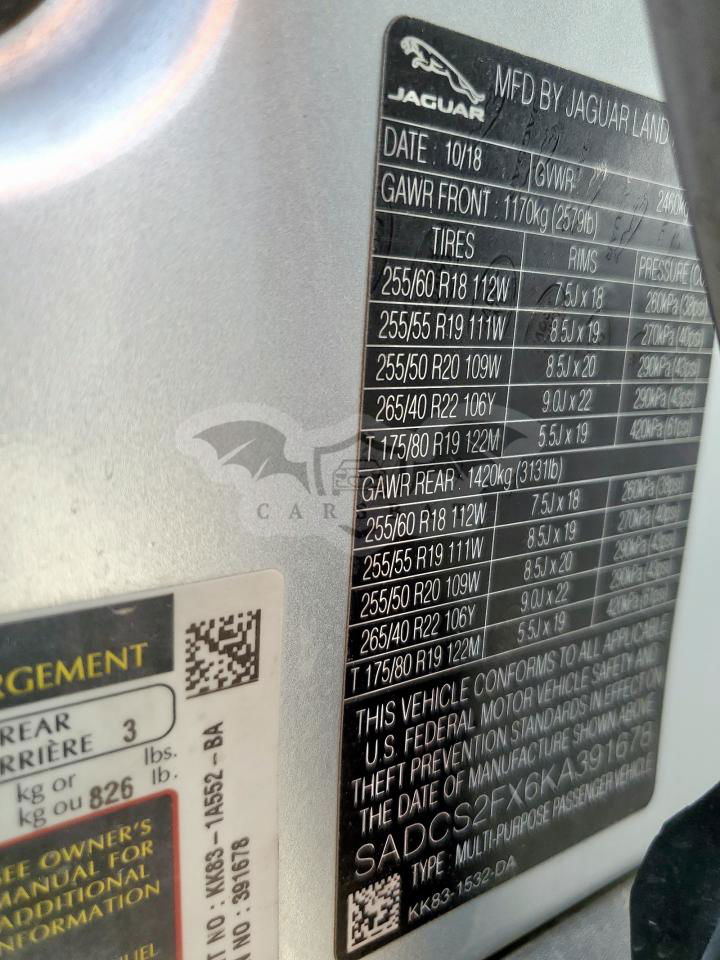 JAGUAR
MFD BY JAGUAR LAND
DATE : 10/18 GVWR
2460kg
GAWR FRONT : 1170kg (2579lb)
TIRES RIMS PRESSURE (CO
255/60 R18 112W 7.5J x 18 260kPa (38psi)
255/55 R19 111W 8.5J x 19 270kPa (40psi)
255/50 R20 109W 8.5J x 20 290kPa (43psi)
265/40 R22 106Y 9.0J x 22 290kPa (43psi)
T 175/80 R19 122M 5.5J x 19 420kPa (61psi)
GAWR REAR : 1420kg (3131lb)
255/60 R18 112W 7.5J x 18 260kPa (38psi)
255/55 R19 111W 8.5J x 19 270kPa (40psi)
255/50 R20 109W 8.5J x 20 290kPa (43psi)
265/40 R22 106Y 9.0J x 22 290kPa (43psi)
T 175/80 R19 122M 5.5J x 19 420kPa (61psi)
THIS VEHICLE CONFORMS TO ALL APPLICABLE
U.S. FEDERAL MOTOR VEHICLE SAFETY AND
THEFT PREVENTION STANDARDS IN EFFECT ON
THE DATE OF MANUFACTURE SHOWN ABOVE
SADCS2FX6KA391678
TYPE : MULTI-PURPOSE PASSENGER VEHICLE
KK83-1532-DA
RGEMENT
REAR
RRIÈRE 3
kg or lbs.
kg ou 826 lb.
SEE OWNER'S
MANUAL FOR
ADDITIONAL
INFORMATION
UEL
T NO : KK83-1A552-BA
N NO : 391678